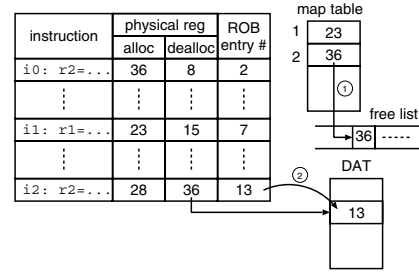 instruction physical reg ROB entry #
alloc dealloc
i0: r2=... 36 8 2
i1: r1=... 23 15 7
i2: r2=... 28 36 13
map table
1 23
2 36
1
free list
36 -----
DAT
2
13